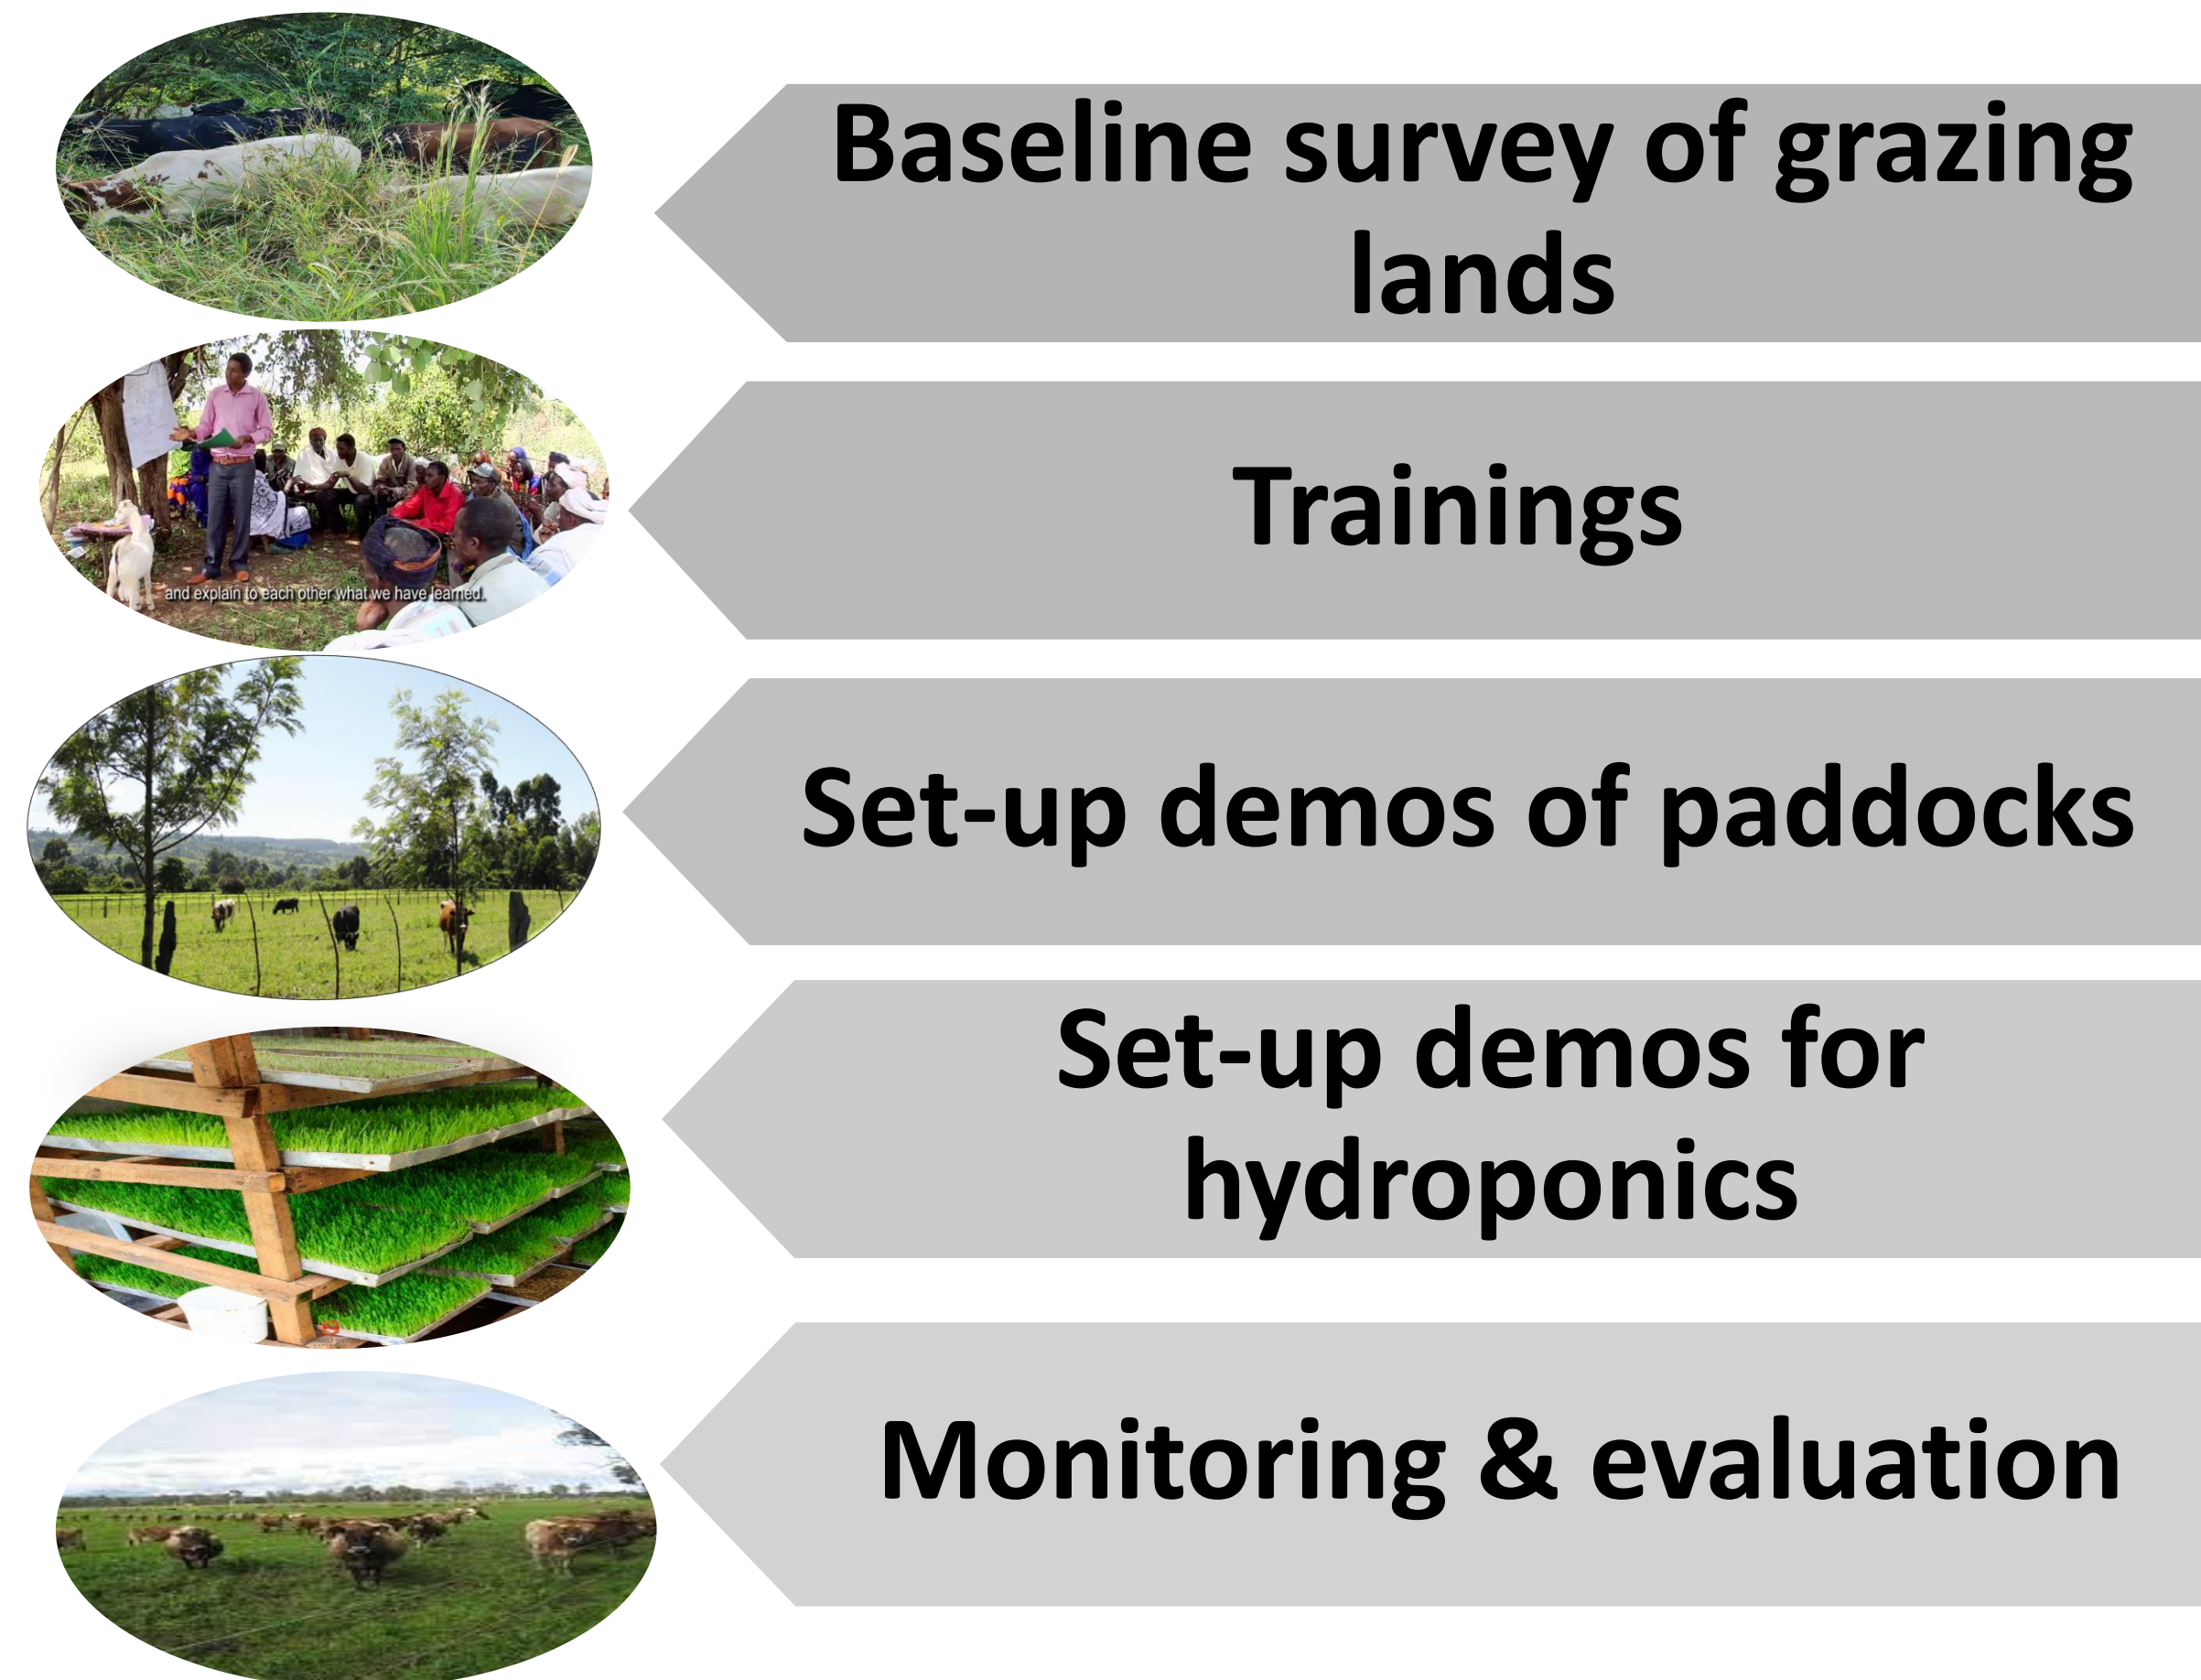 Baseline survey of grazing
lands
Trainings
and explain to each other what we have learned.
Set-up demos of paddocks
Set-up demos for
hydroponics
Monitoring & evaluation